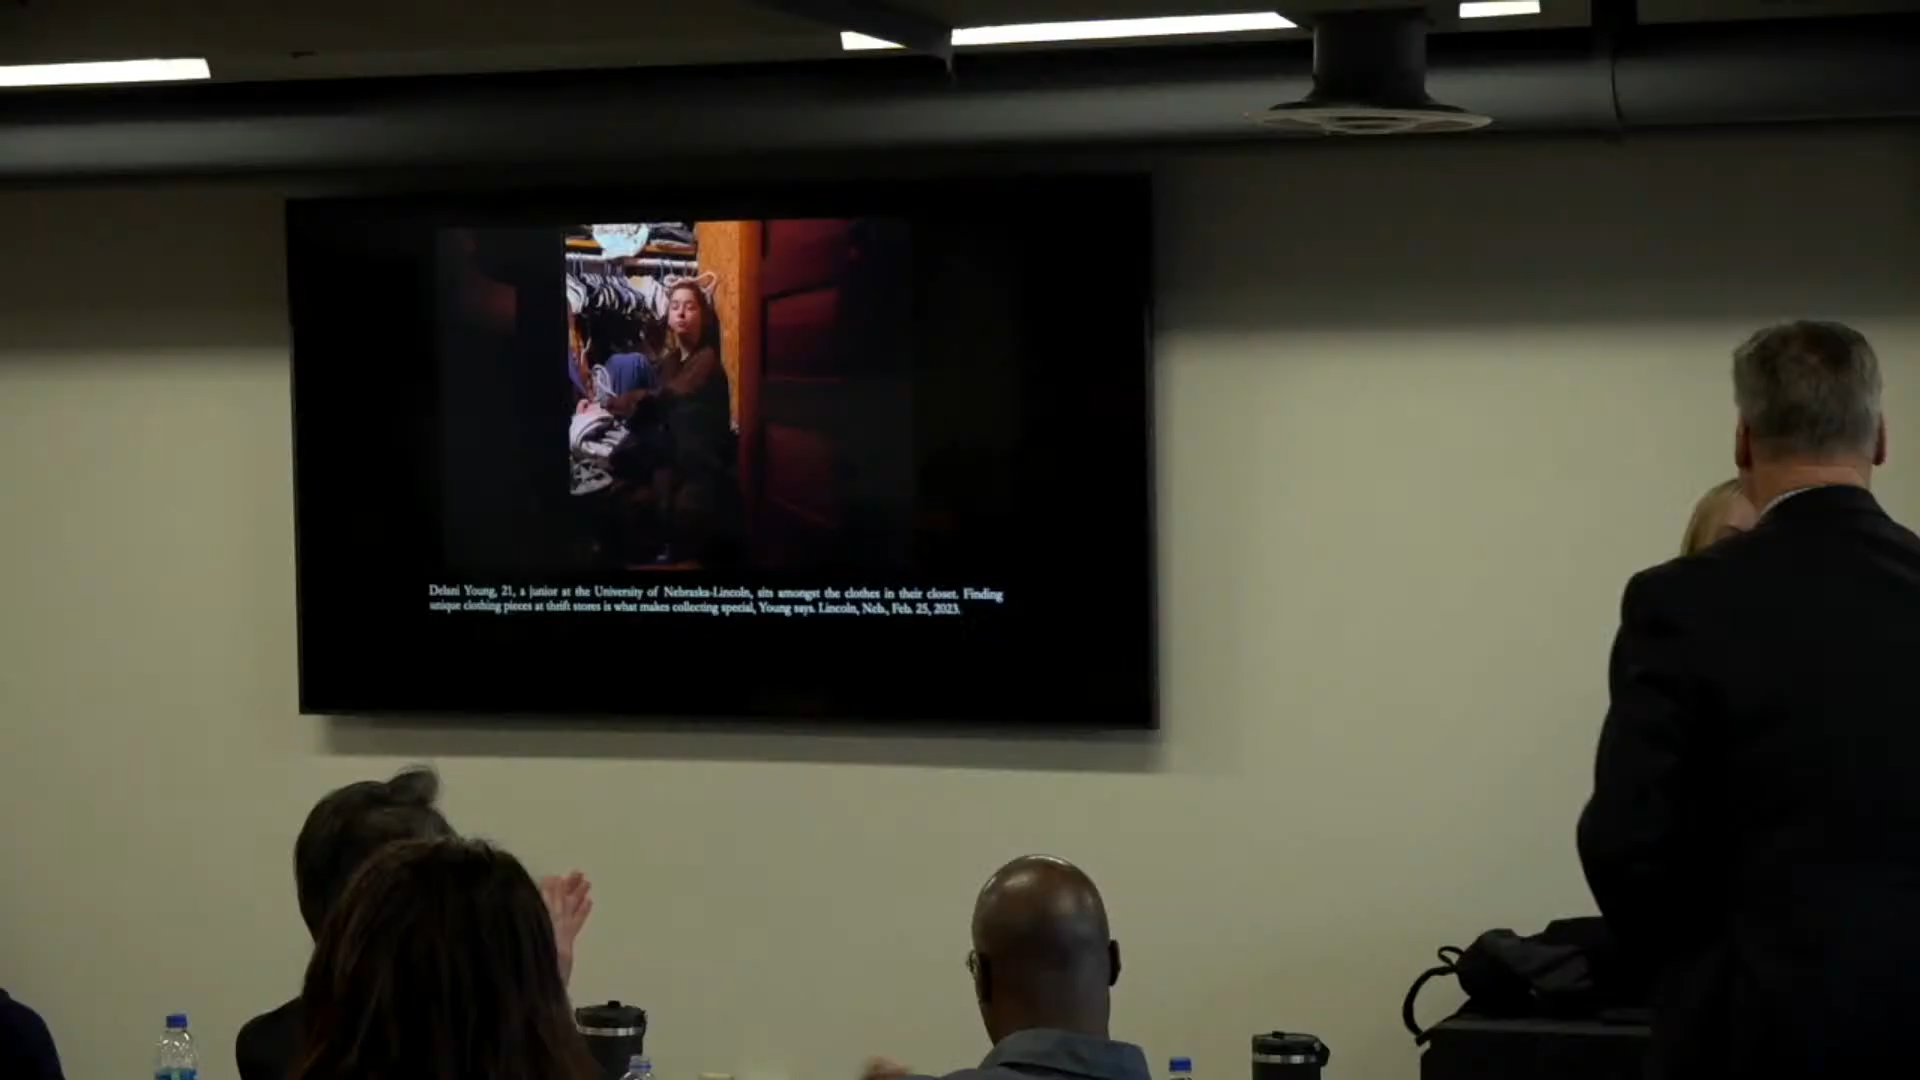 Delani Young, 21, a junior at the University of Nebraska-Lincoln, sits amongst the clothes in their closet. Finding
unique clothing pieces at thrift stores is what makes collecting special, Young says. Lincoln, Neb., Feb. 25, 2023.